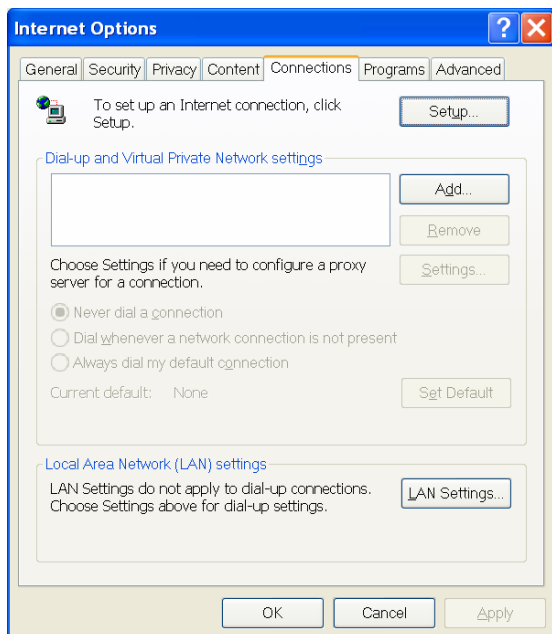 Internet Options
General Security Privacy Content Connections Programs Advanced
To set up an Internet connection, click
Setup.
Setup...
Dial-up and Virtual Private Network settings
Add...
Remove
Choose Settings if you need to configure a proxy
server for a connection.
Settings...
Never dial a connection
Dial whenever a network connection is not present
Always dial my default connection
Current default: None
Set Default
Local Area Network (LAN) settings
LAN Settings do not apply to dial-up connections.
Choose Settings above for dial-up settings.
LAN Settings...
OK Cancel Apply